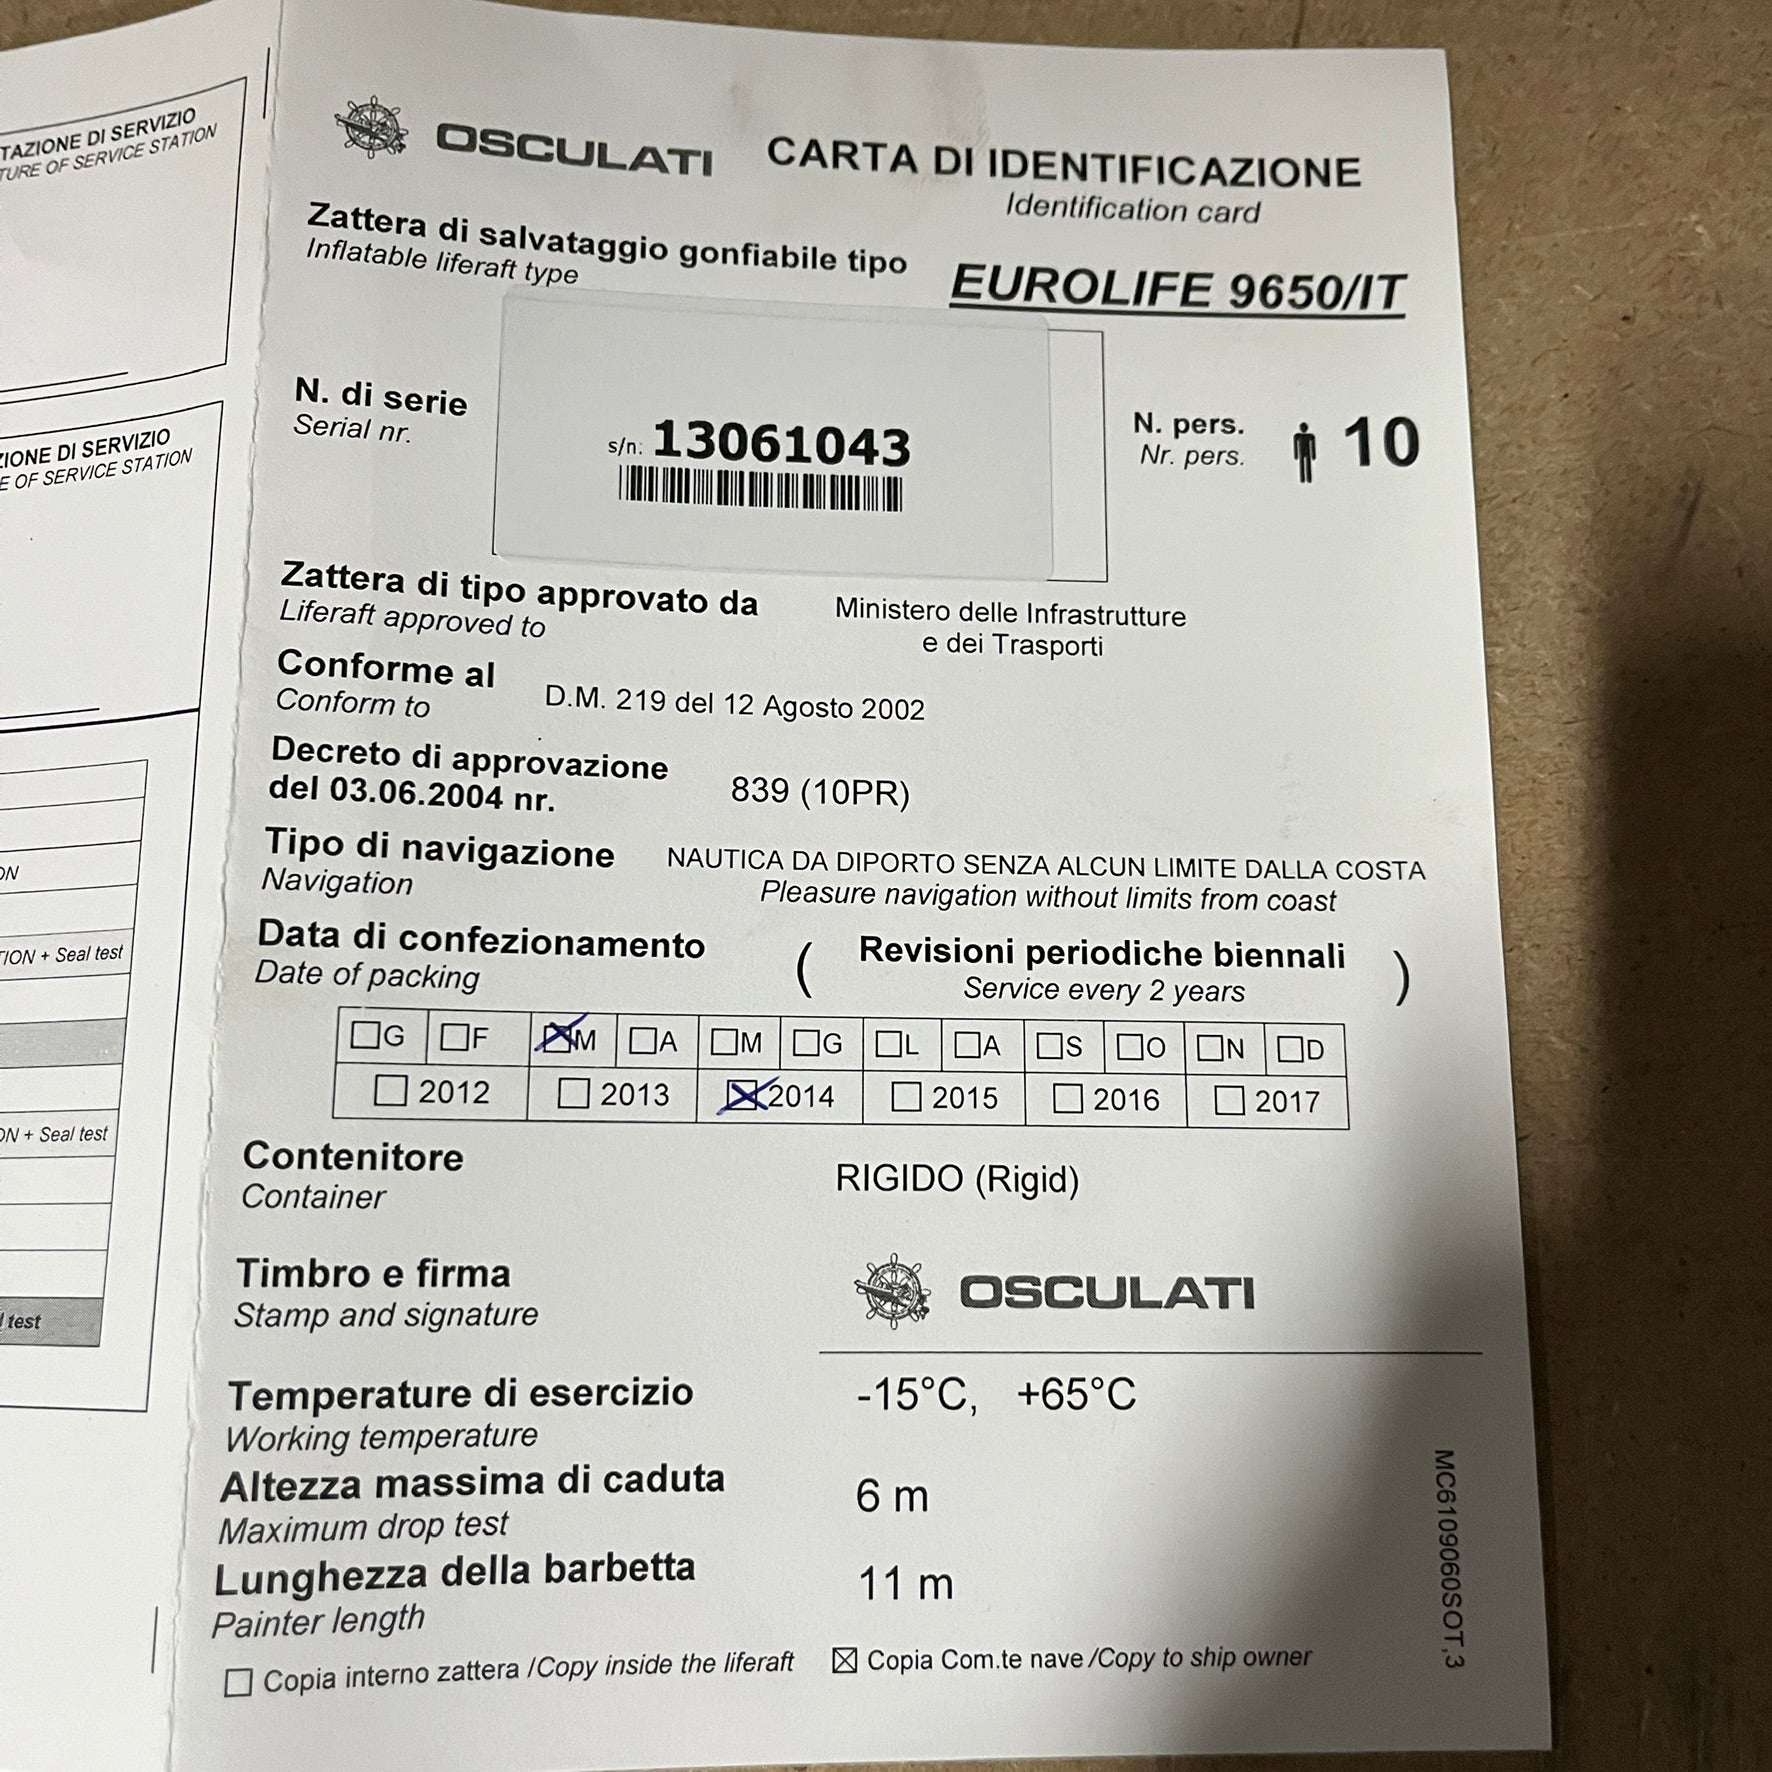 TAZIONE DI SERVIZIO
TURE OF SERVICE STATION
ZIONE DI SERVIZIO
E OF SERVICE STATION
ON
TION + Seal test
ON + Seal test
test
OSCULATI CARTA DI IDENTIFICAZIONE
Identification card
Zattera di salvataggio gonfiabile tipo
Inflatable liferaft type
EUROLIFE 9650/IT
N. di serie
Serial nr.
s/n: 13061043
N. pers. 10
Nr. pers.
Zattera di tipo approvato da
Liferaft approved to
Ministero delle Infrastrutture
e dei Trasporti
Conforme al
Conform to
D.M. 219 del 12 Agosto 2002
Decreto di approvazione
del 03.06.2004 nr.
839 (10PR)
Tipo di navigazione
Navigation
NAUTICA DA DIPORTO SENZA ALCUN LIMITE DALLA COSTA
Pleasure navigation without limits from coast
Data di confezionamento
Date of packing
( Revisioni periodiche biennali )
Service every 2 years
☐G ☐F ☒M ☐A ☐M ☐G ☐L ☐A ☐S ☐O ☐N ☐D
☐ 2012 ☐ 2013 ☒ 2014 ☐ 2015 ☐ 2016 ☐ 2017
Contenitore
Container
RIGIDO (Rigid)
Timbro e firma
Stamp and signature
OSCULATI
Temperature di esercizio
Working temperature
-15°C, +65°C
Altezza massima di caduta
Maximum drop test
6 m
Lunghezza della barbetta
Painter length
11 m
☐ Copia interno zattera /Copy inside the liferaft ☒ Copia Com.te nave /Copy to ship owner
MC6109060SOT.3